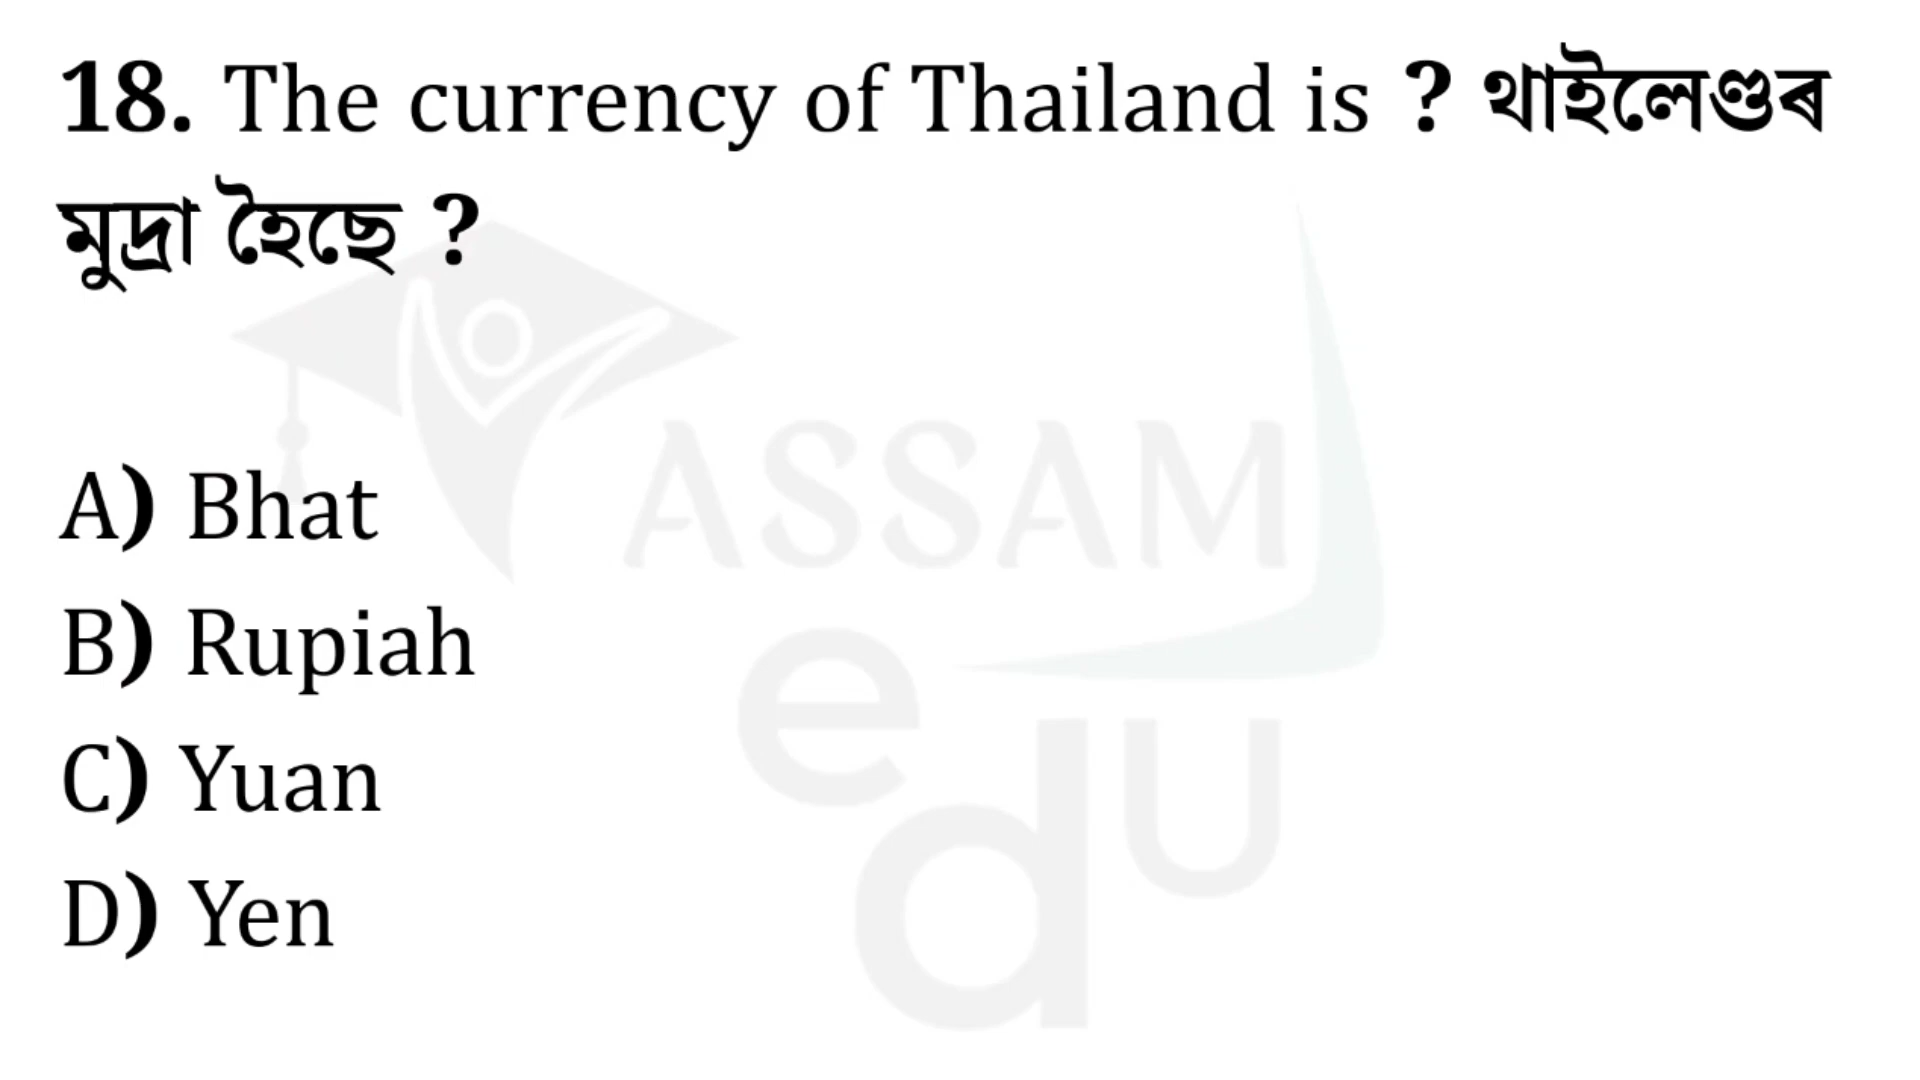 18. The currency of Thailand is ? থাইলেণ্ডৰ
মুদ্ৰা হৈছে ?
A) Bhat
B) Rupiah
C) Yuan
D) Yen
ASSAM
edu